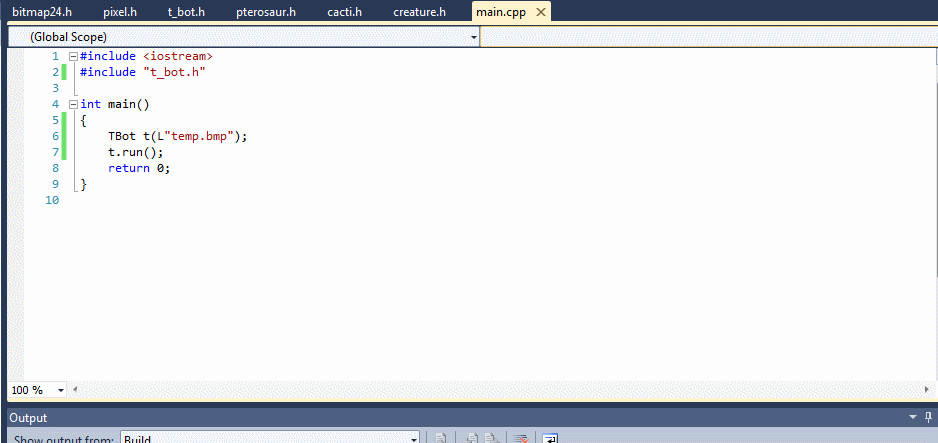 bitmap24.h pixel.h t_bot.h pterosaur.h cacti.h creature.h main.cpp
(Global Scope)
1 #include <iostream>
2 #include "t_bot.h"
3
4 int main()
5 {
6 TBot t(L"temp.bmp");
7 t.run();
8 return 0;
9 }
10
100 %
Output
Show output from: Build